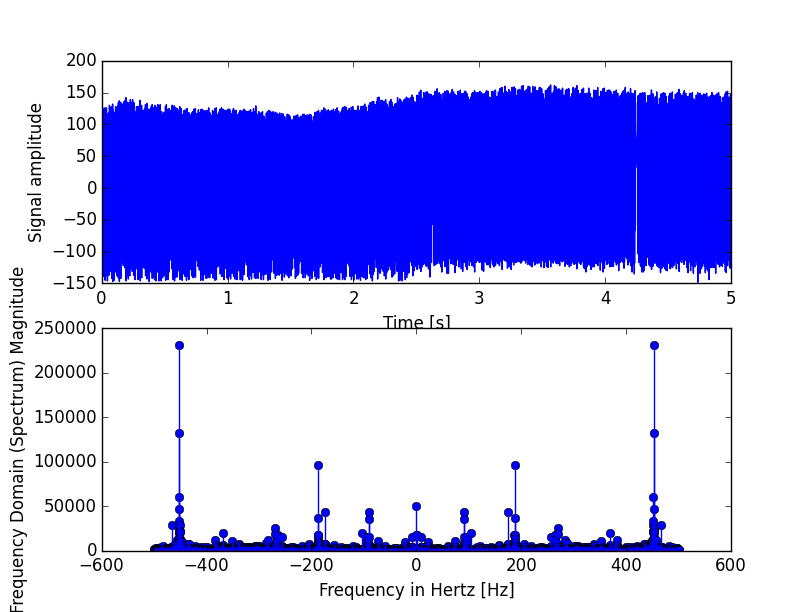 200
150
100
50
0
−50
−100
−150
Signal amplitude
0 1 2 3 4 5
Time [s]
250000
200000
150000
100000
50000
0
Frequency Domain (Spectrum) Magnitude
−600 −400 −200 0 200 400 600
Frequency in Hertz [Hz]